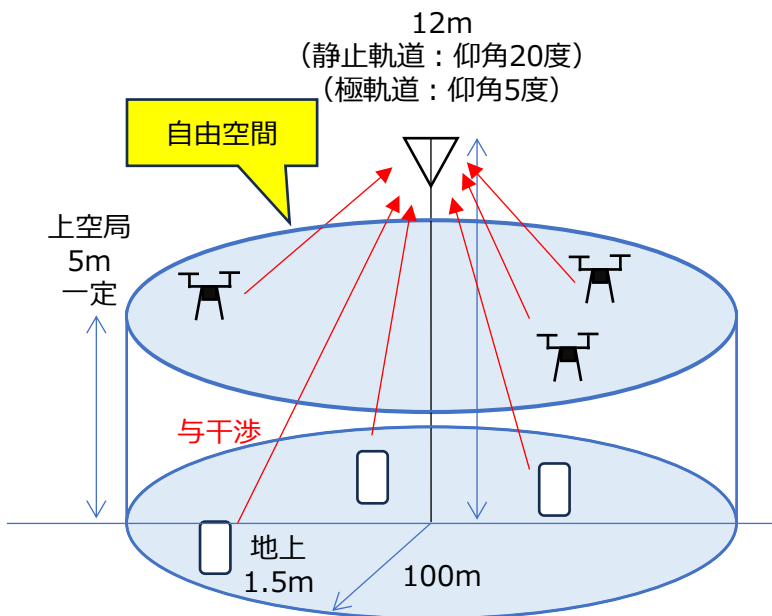 12m
（静止軌道：仰角20度）
（極軌道：仰角5度）
自由空間
上空局
5m
一定
与干渉
地上
1.5m
100m